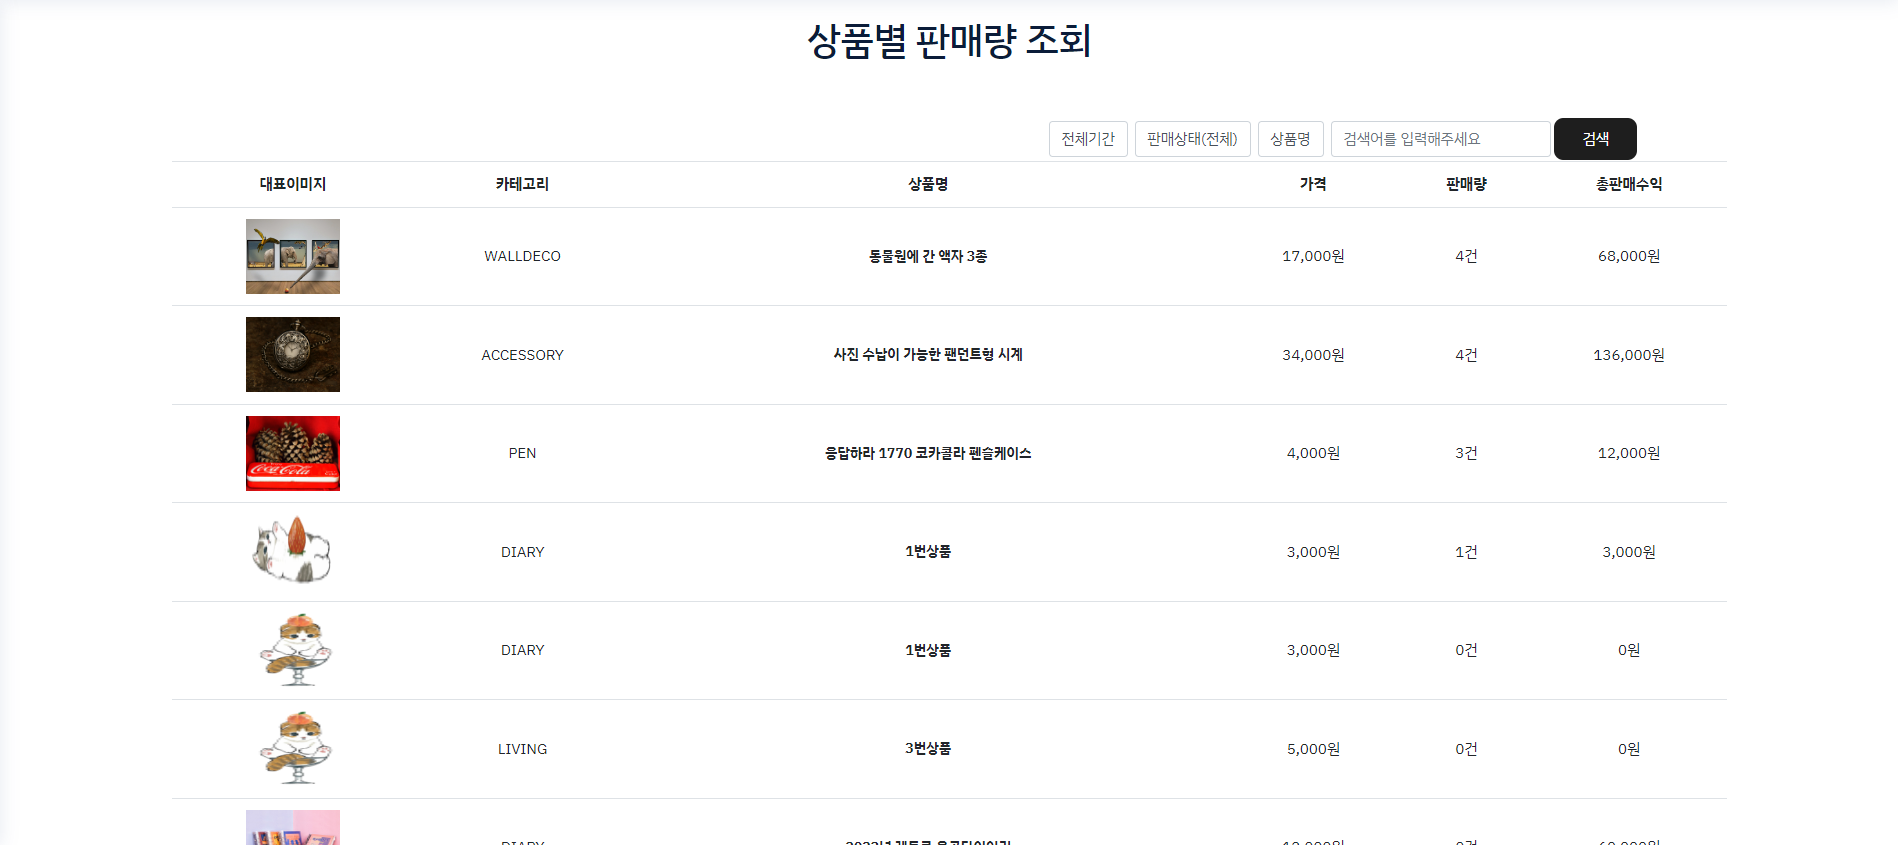 상품별 판매량 조회
전체기간 판매상태(전체) 상품명 검색어를 입력해주세요 검색
대표이미지 카테고리 상품명 가격 판매량 총판매수익
WALLDECO 동물원에 간 액자 3종 17,000원 4건 68,000원
ACCESSORY 사진 수납이 가능한 팬던트형 시계 34,000원 4건 136,000원
Coca-Cola
PEN 응답하라 1770 코카콜라 펜슬케이스 4,000원 3건 12,000원
DIARY 1번상품 3,000원 1건 3,000원
DIARY 1번상품 3,000원 0건 0원
LIVING 3번상품 5,000원 0건 0원
DIARY